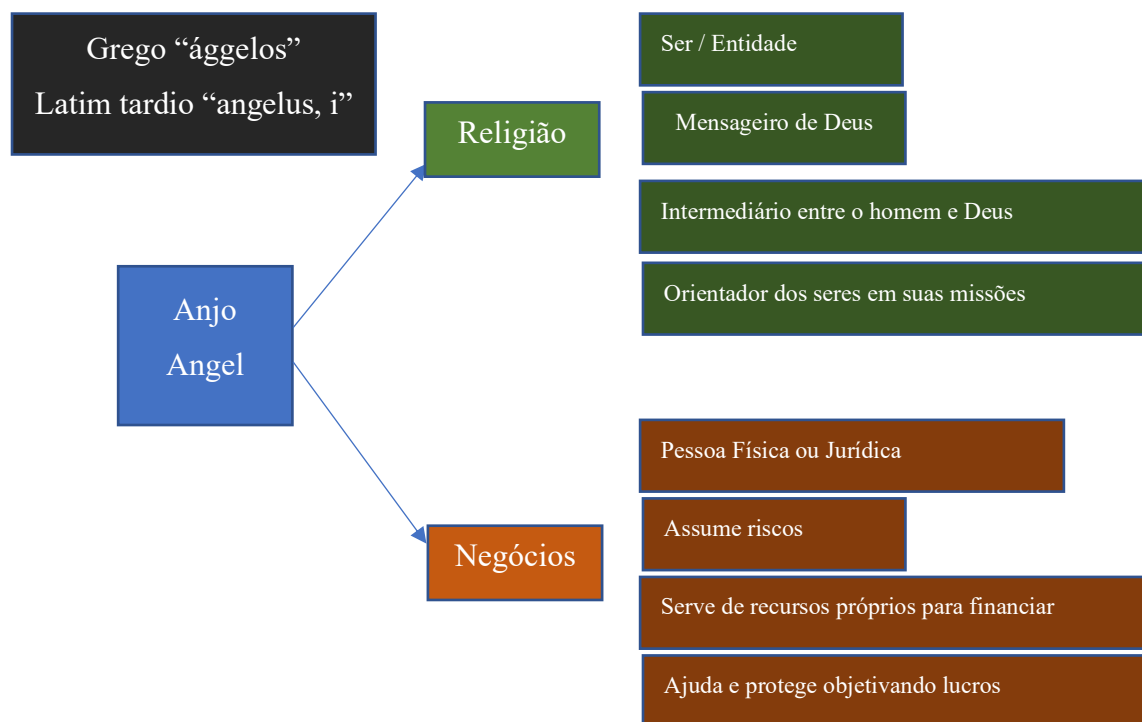 Grego “ággelos”
Latim tardio “angelus, i”
Anjo
Angel
Religião
Ser / Entidade
Mensageiro de Deus
Intermediário entre o homem e Deus
Orientador dos seres em suas missões
Negócios
Pessoa Física ou Jurídica
Assume riscos
Serve de recursos próprios para financiar
Ajuda e protege objetivando lucros